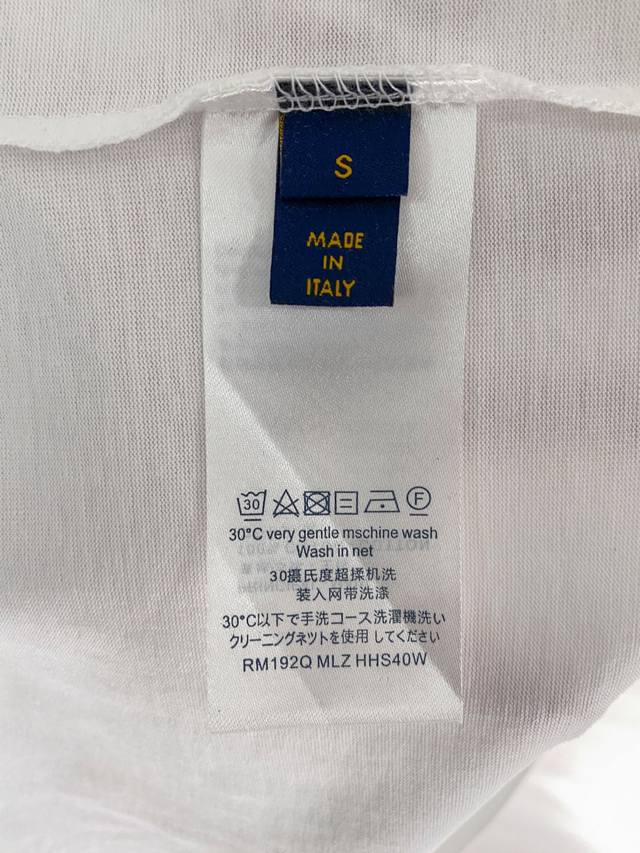 S
MADE
IN
ITALY
30 F
30°C very gentle mschine wash
Wash in net
30摄氏度超揉机洗
装入网带洗涤
30°C以下で手洗コース洗濯機洗い
クリーニングネツトを使用してください
RM192Q MLZ HHS40W